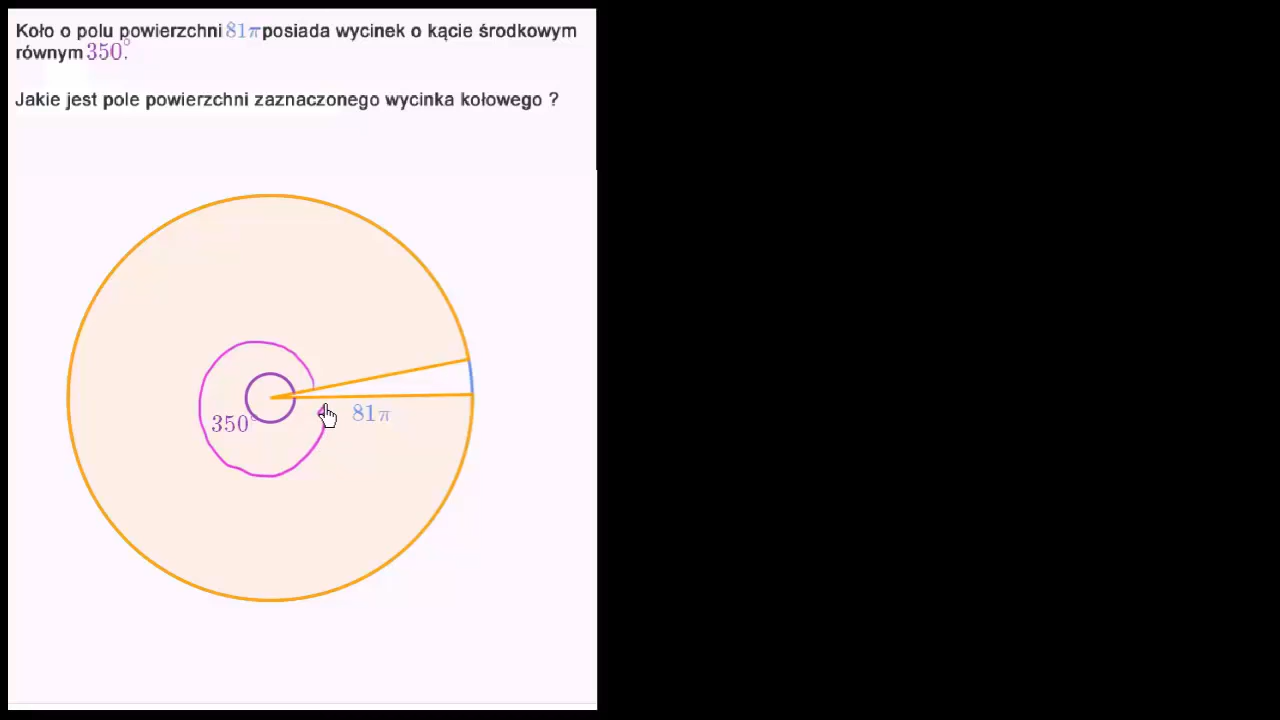 Koło o polu powierzchni 81π posiada wycinek o kącie środkowym
równym 350°.
Jakie jest pole powierzchni zaznaczonego wycinka kołowego ?
350°
81π